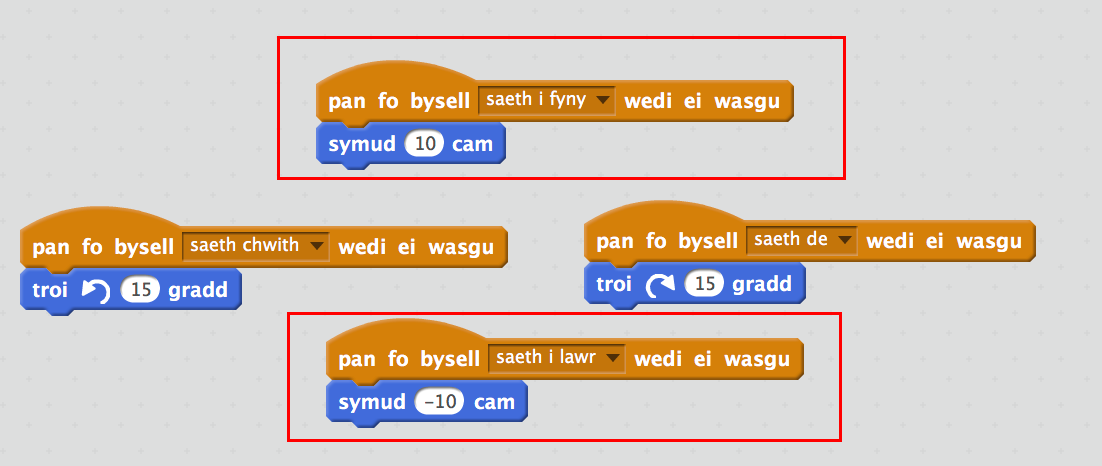 pan fo bysell saeth i fyny wedi ei wasgu
symud 10 cam
pan fo bysell saeth chwith wedi ei wasgu
troi 15 gradd
pan fo bysell saeth de wedi ei wasgu
troi 15 gradd
pan fo bysell saeth i lawr wedi ei wasgu
symud -10 cam